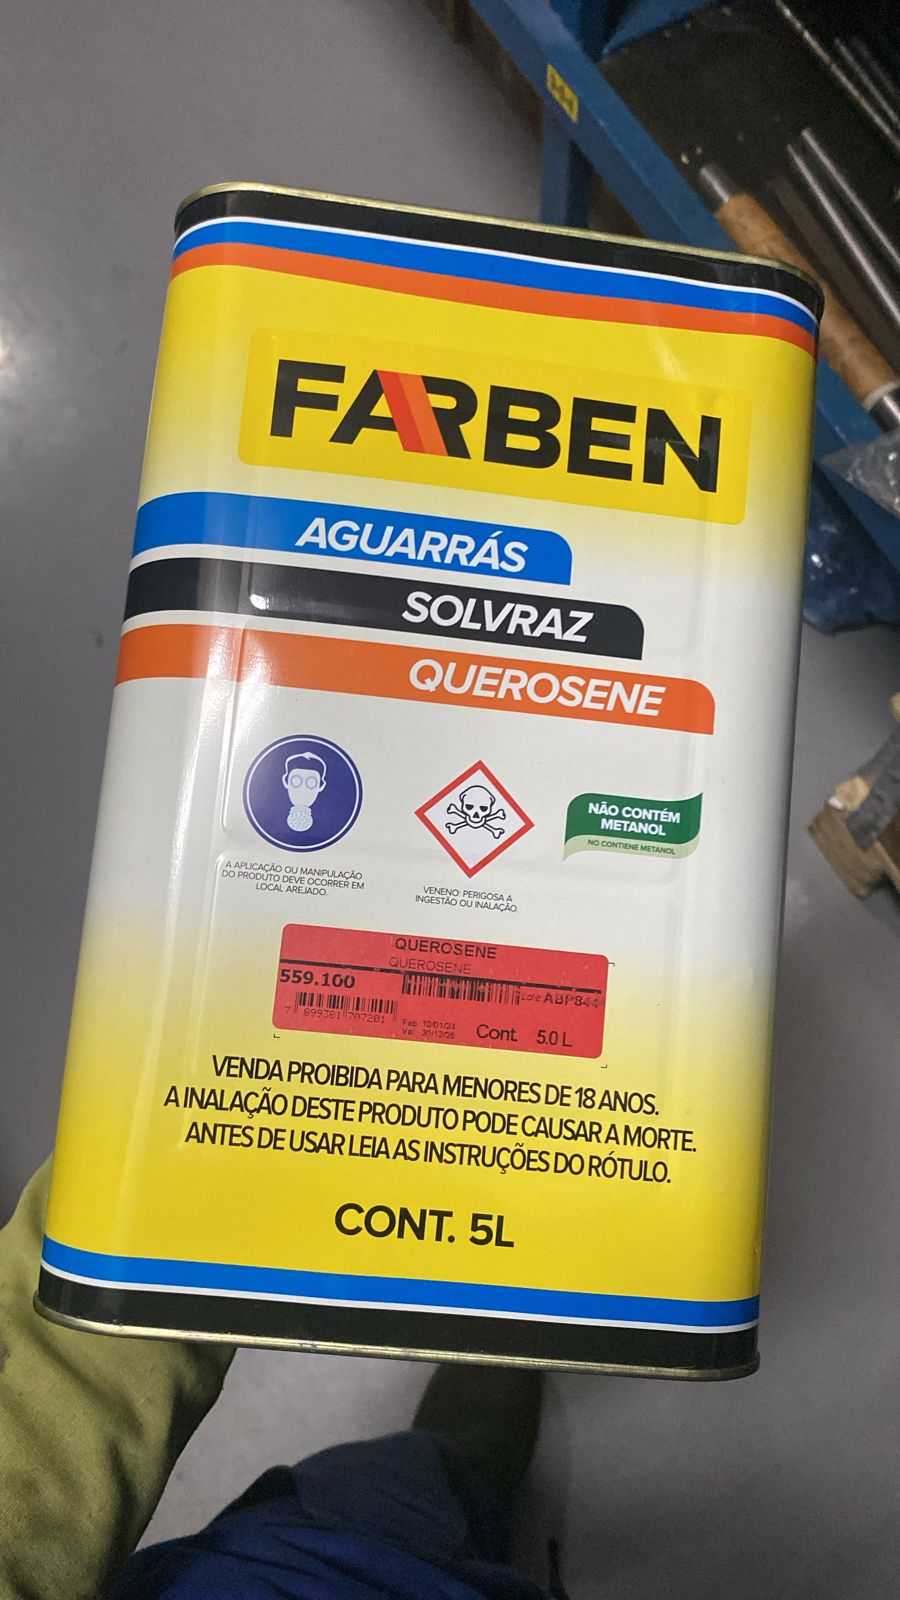 FARBEN
AGUARRÁS
SOLVRAZ
QUEROSENE
A APLICAÇÃO OU MANIPULAÇÃO
DO PRODUTO DEVE OCORRER EM
LOCAL AREJADO.
VENENO: PERIGOSA A
INGESTÃO OU INALAÇÃO.
NÃO CONTÉM
METANOL
NO CONTIENE METANOL
QUEROSENE
QUEROSENE
559.100
Lote ABP844
7 899381 707201
Fab: 10/01/24
Val: 30/12/25
Cont 5.0 L
VENDA PROIBIDA PARA MENORES DE 18 ANOS.
A INALAÇÃO DESTE PRODUTO PODE CAUSAR A MORTE.
ANTES DE USAR LEIA AS INSTRUÇÕES DO RÓTULO.
CONT. 5L